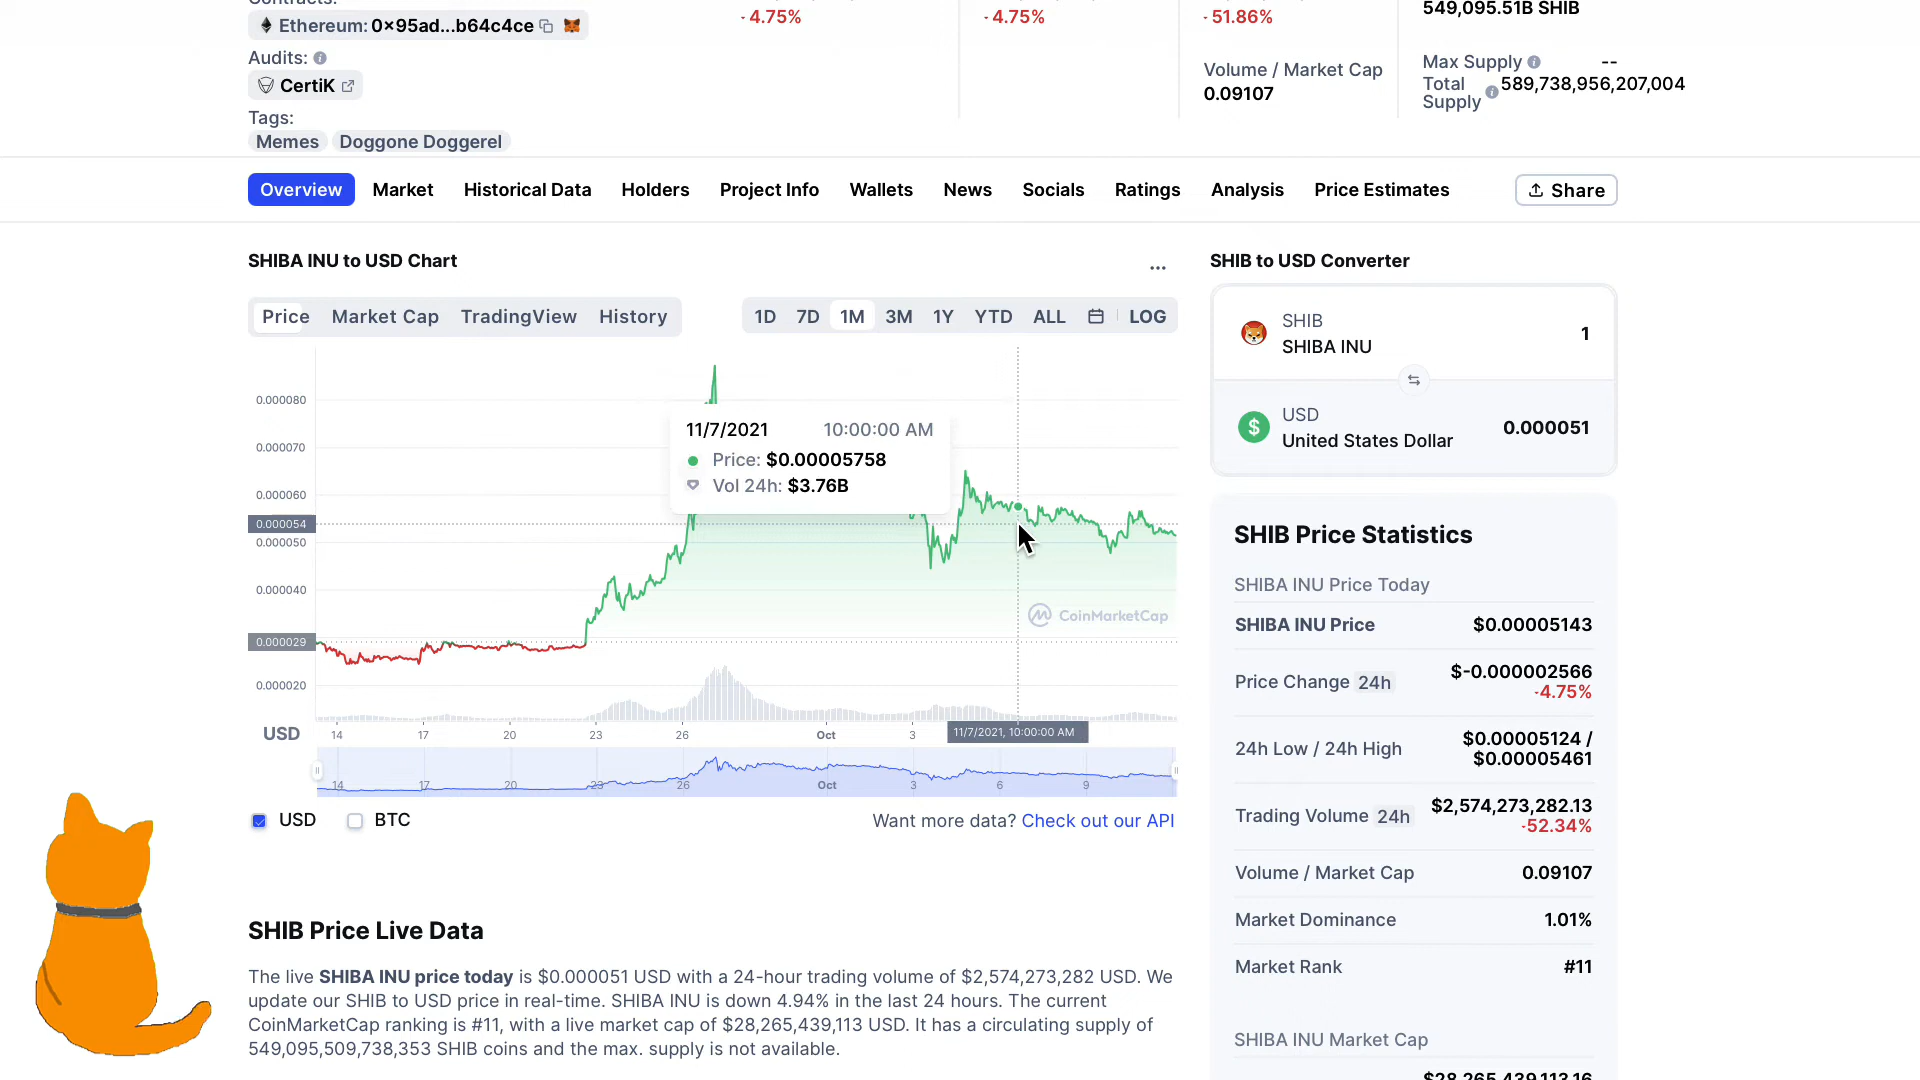 Ethereum: 0×95ad...b64c4ce
Audits:
CertiK
Tags:
Memes Doggone Doggerel
-4.75%
-4.75%
-51.86%
Volume / Market Cap
0.09107
549,095.51B SHIB
Max Supply --
Total Supply 589,738,956,207,004
Overview Market Historical Data Holders Project Info Wallets News Socials Ratings Analysis Price Estimates Share
SHIBA INU to USD Chart
Price Market Cap TradingView History
1D 7D 1M 3M 1Y YTD ALL LOG
0.000080
0.000070
0.000060
0.000054
0.000050
0.000040
0.000029
0.000020
11/7/2021 10:00:00 AM
Price: $0.00005758
Vol 24h: $3.76B
CoinMarketCap
USD 14 17 20 23 26 Oct 3 11/7/2021, 10:00:00 AM
14 17 20 23 26 Oct 3 6 9
USD BTC
Want more data? Check out our API
SHIB Price Live Data
The live SHIBA INU price today is $0.000051 USD with a 24-hour trading volume of $2,574,273,282 USD. We
update our SHIB to USD price in real-time. SHIBA INU is down 4.94% in the last 24 hours. The current
CoinMarketCap ranking is #11, with a live market cap of $28,265,439,113 USD. It has a circulating supply of
549,095,509,738,353 SHIB coins and the max. supply is not available.
SHIB to USD Converter
SHIB
SHIBA INU 1
USD
United States Dollar 0.000051
SHIB Price Statistics
SHIBA INU Price Today
SHIBA INU Price $0.00005143
Price Change 24h $-0.000002566
-4.75%
24h Low / 24h High $0.00005124 /
$0.00005461
Trading Volume 24h $2,574,273,282.13
-52.34%
Volume / Market Cap 0.09107
Market Dominance 1.01%
Market Rank #11
SHIBA INU Market Cap
$28,265,439,113.16